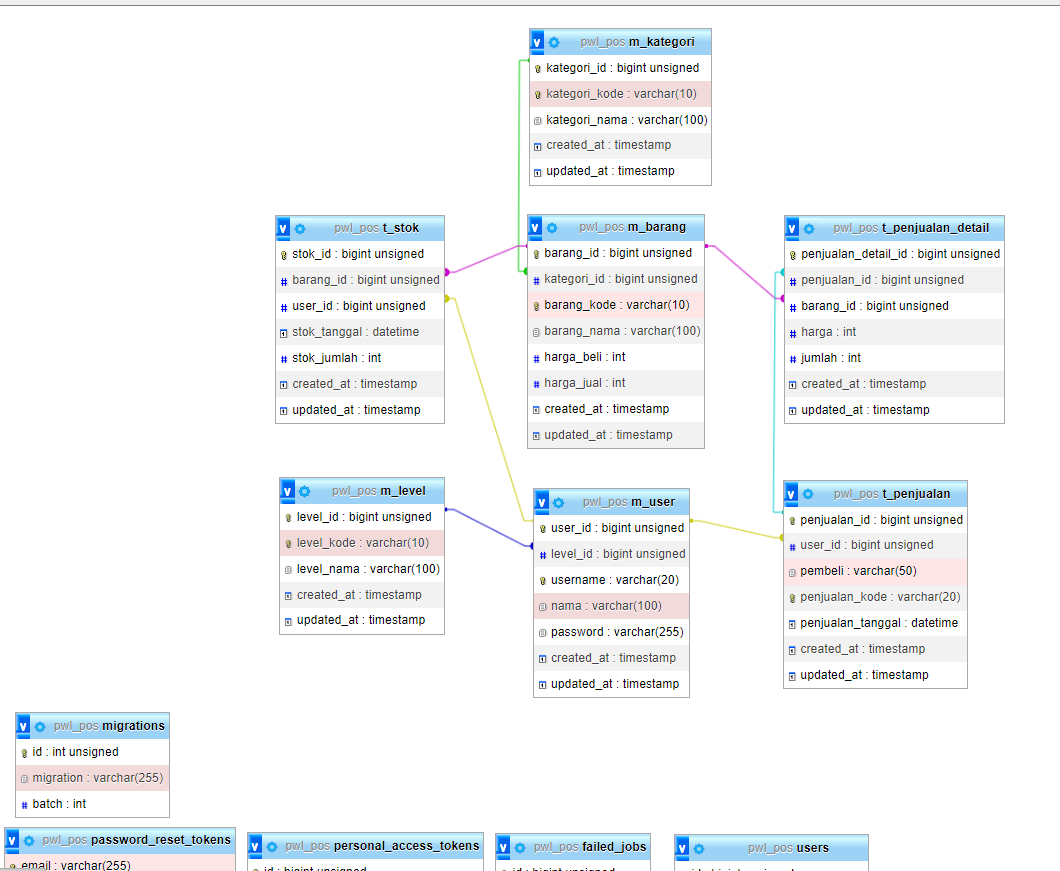 pwl_pos m_kategori
kategori_id : bigint unsigned
kategori_kode : varchar(10)
kategori_nama : varchar(100)
created_at : timestamp
updated_at : timestamp
pwl_pos t_stok
stok_id : bigint unsigned
barang_id : bigint unsigned
user_id : bigint unsigned
stok_tanggal : datetime
stok_jumlah : int
created_at : timestamp
updated_at : timestamp
pwl_pos m_barang
barang_id : bigint unsigned
kategori_id : bigint unsigned
barang_kode : varchar(10)
barang_nama : varchar(100)
harga_beli : int
harga_jual : int
created_at : timestamp
updated_at : timestamp
pwl_pos t_penjualan_detail
penjualan_detail_id : bigint unsigned
penjualan_id : bigint unsigned
barang_id : bigint unsigned
harga : int
jumlah : int
created_at : timestamp
updated_at : timestamp
pwl_pos m_level
level_id : bigint unsigned
level_kode : varchar(10)
level_nama : varchar(100)
created_at : timestamp
updated_at : timestamp
pwl_pos m_user
user_id : bigint unsigned
level_id : bigint unsigned
username : varchar(20)
nama : varchar(100)
password : varchar(255)
created_at : timestamp
updated_at : timestamp
pwl_pos t_penjualan
penjualan_id : bigint unsigned
user_id : bigint unsigned
pembeli : varchar(50)
penjualan_kode : varchar(20)
penjualan_tanggal : datetime
created_at : timestamp
updated_at : timestamp
pwl_pos migrations
id : int unsigned
migration : varchar(255)
batch : int
pwl_pos password_reset_tokens
email : varchar(255)
pwl_pos personal_access_tokens
id : bigint unsigned
pwl_pos failed_jobs
id : bigint unsigned
pwl_pos users